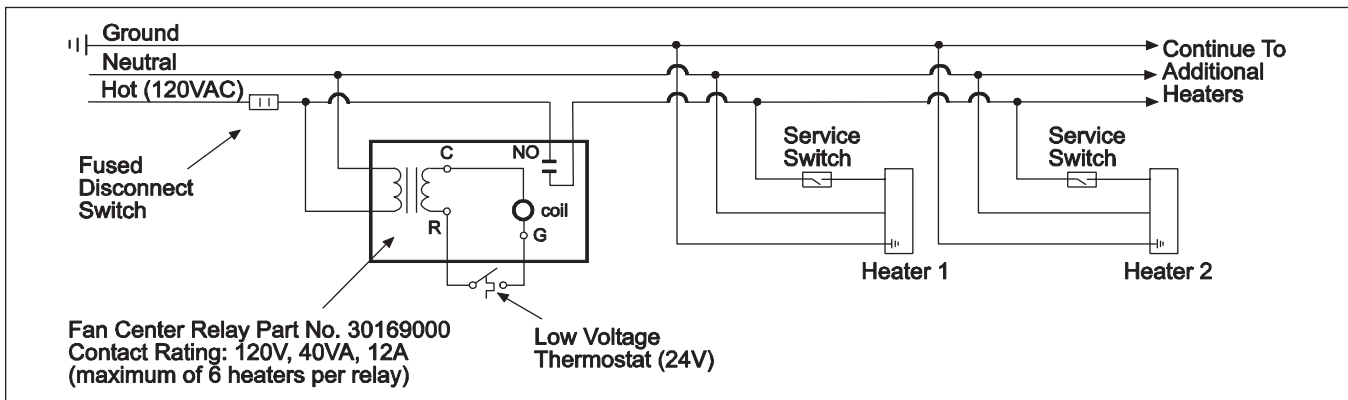 Ground
Neutral
Hot (120VAC)
Continue To
Additional
Heaters
Fused
Disconnect
Switch
C
NO
R
coil
G
Service
Switch
Service
Switch
Heater 1
Heater 2
Fan Center Relay Part No. 30169000
Contact Rating: 120V, 40VA, 12A
(maximum of 6 heaters per relay)
Low Voltage
Thermostat (24V)